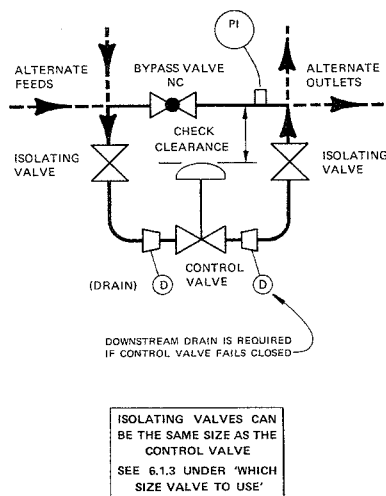 PI
ALTERNATE
FEEDS
BYPASS VALVE
NC
ALTERNATE
OUTLETS
CHECK
CLEARANCE
ISOLATING
VALVE
ISOLATING
VALVE
(DRAIN)
D
CONTROL
VALVE
D
DOWNSTREAM DRAIN IS REQUIRED
IF CONTROL VALVE FAILS CLOSED
ISOLATING VALVES CAN
BE THE SAME SIZE AS THE
CONTROL VALVE
SEE 6.1.3 UNDER 'WHICH
SIZE VALVE TO USE'